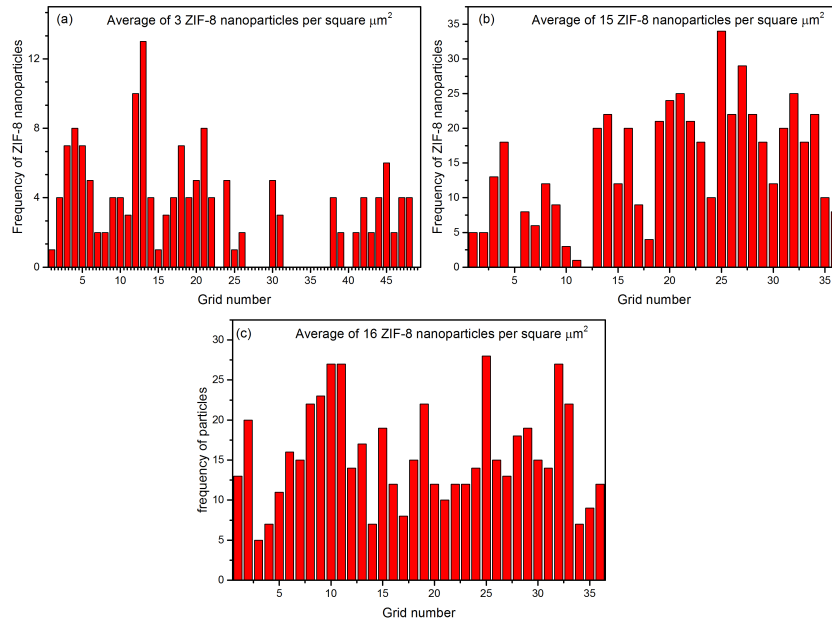 (a) Average of 3 ZIF-8 nanoparticles per square μm²
Frequency of ZIF-8 nanoparticles
12
8
4
0
5 10 15 20 25 30 35 40 45
Grid number
(b) Average of 15 ZIF-8 nanoparticles per square μm²
Frequency of ZIF-8 nanoparticles
35
30
25
20
15
10
5
0
5 10 15 20 25 30 35
Grid number
(c) Average of 16 ZIF-8 nanoparticles per square μm²
frequency of particles
30
25
20
15
10
5
0
5 10 15 20 25 30 35
Grid number